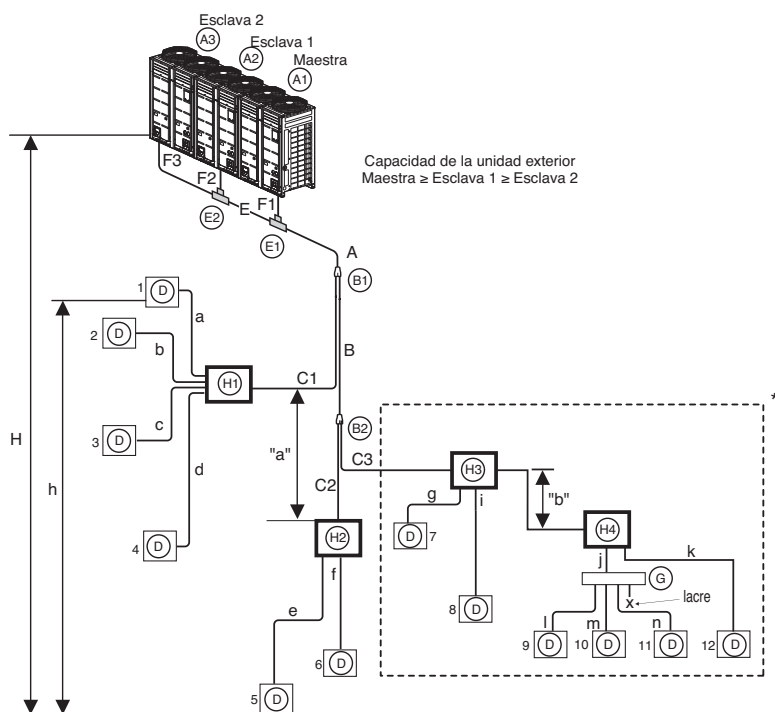 Esclava 2
A3
Esclava 1
A2
Maestra
A1
F3
F2
F1
E
E2
E1
Capacidad de la unidad exterior
Maestra ≥ Esclava 1 ≥ Esclava 2
A
B1
1 D
a
2 D
b
B
H1
C1
*
3 D
c
B2
H
h
d
"a"
C3
H3
"b"
C2
g
i
4 D
H2
D 7
H4
j
k
f
G
e
x
lacre
8 D
l
m
n
9 D
10 D
11 D
12 D
6 D
5 D